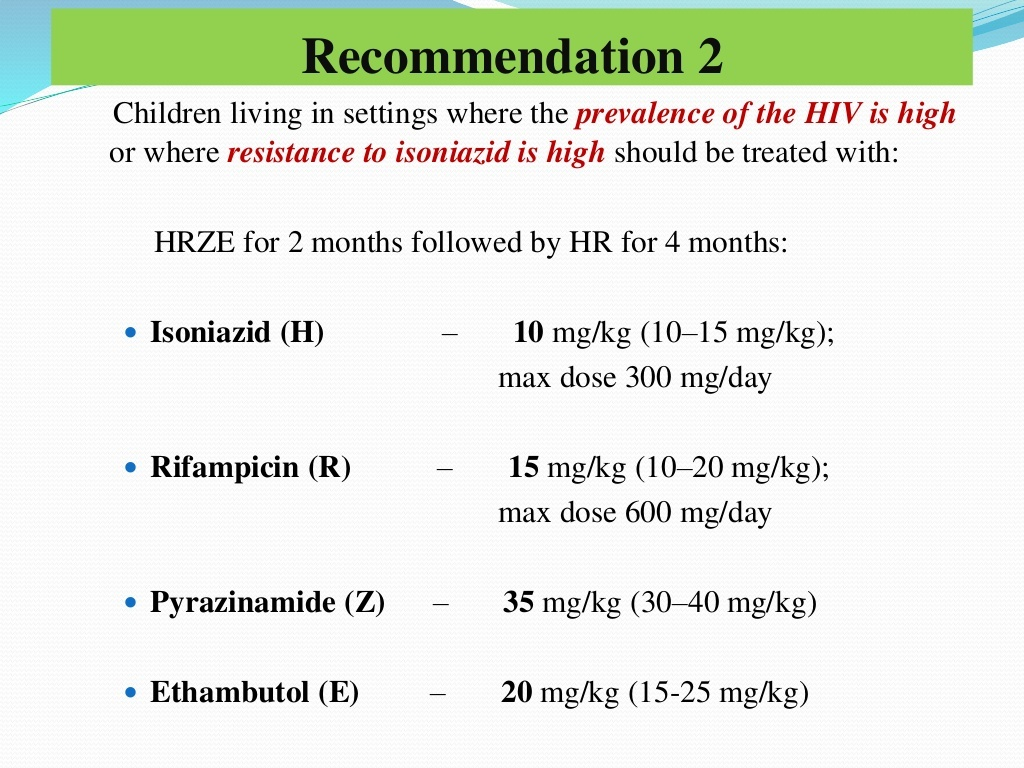 Recommendation 2
Children living in settings where the prevalence of the HIV is high
or where resistance to isoniazid is high should be treated with:
HRZE for 2 months followed by HR for 4 months:
• Isoniazid (H) – 10 mg/kg (10–15 mg/kg);
max dose 300 mg/day
• Rifampicin (R) – 15 mg/kg (10–20 mg/kg);
max dose 600 mg/day
• Pyrazinamide (Z) – 35 mg/kg (30–40 mg/kg)
• Ethambutol (E) – 20 mg/kg (15-25 mg/kg)